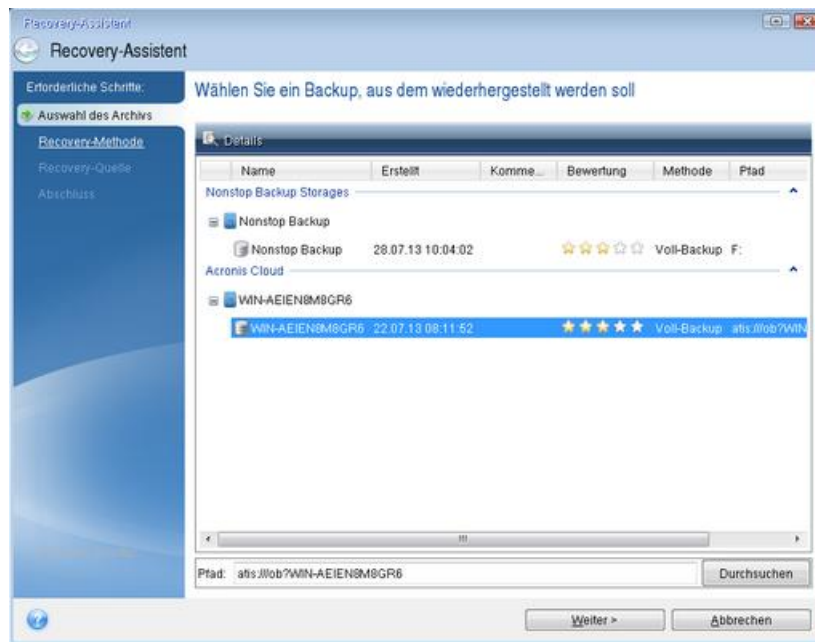 Recovery-Assistent
Recovery-Assistent
Erforderliche Schritte:
Auswahl des Archivs
Recovery-Methode
Recovery-Quelle
Abschluss
Wählen Sie ein Backup, aus dem wiederhergestellt werden soll
Details
Name Erstellt Komme... Bewertung Methode Pfad
Nonstop Backup Storages
Nonstop Backup
Nonstop Backup 28.07.13 10:04:02 Voll-Backup F:
Acronis Cloud
WIN-AEIEN8M8GR6
WIN-AEIEN8M8GR6 22.07.13 08:11:52 Voll-Backup atis:///ob?WIN
Pfad: atis:///ob?WIN-AEIEN8M8GR6
Durchsuchen
Weiter >
Abbrechen